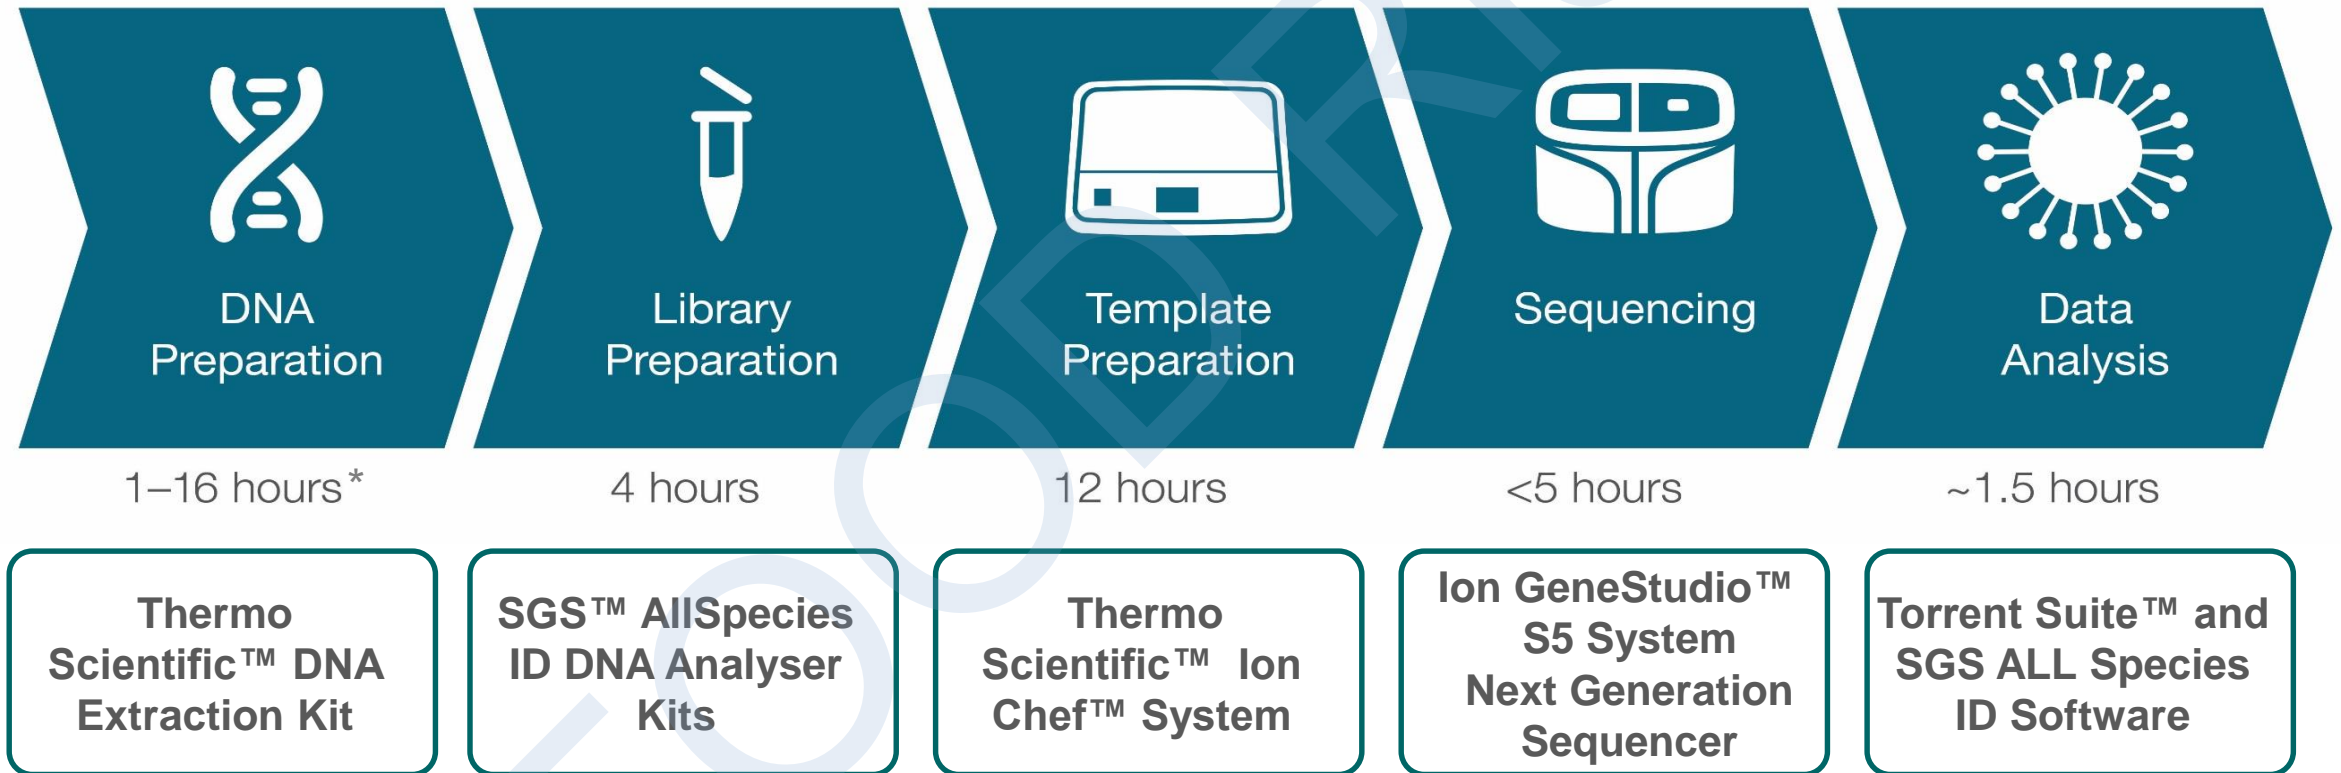 DNA
Preparation
Library
Preparation
Template
Preparation
Sequencing
Data
Analysis
1–16 hours*
4 hours
12 hours
<5 hours
~1.5 hours
Thermo
Scientific™ DNA
Extraction Kit
SGS™ AllSpecies
ID DNA Analyser
Kits
Thermo
Scientific™ Ion
Chef™ System
Ion GeneStudio™
S5 System
Next Generation
Sequencer
Torrent Suite™ and
SGS ALL Species
ID Software